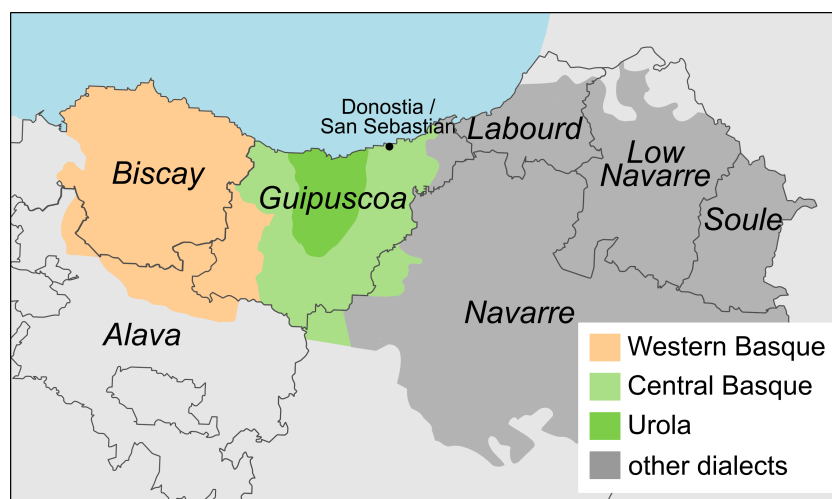 Donostia /
San Sebastian
Labourd
Biscay
Low
Navarre
Guipuscoa
Soule
Navarre
Alava
Western Basque
Central Basque
Urola
other dialects